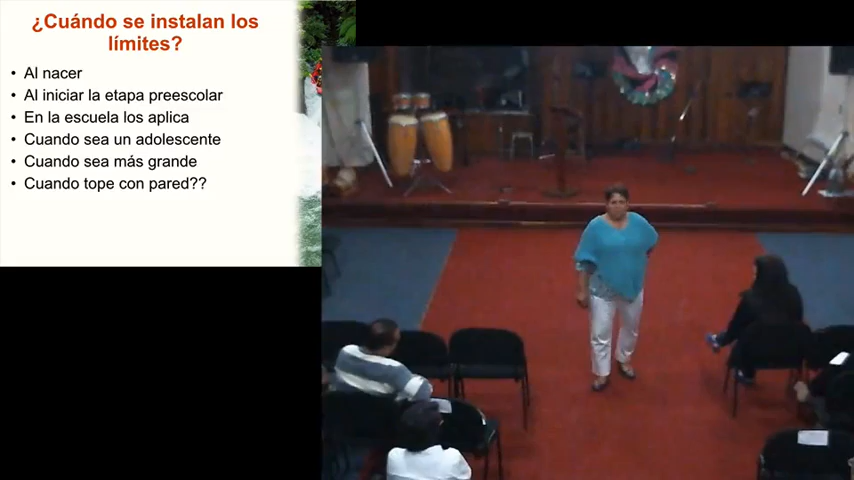 ¿Cuándo se instalan los
límites?
• Al nacer
• Al iniciar la etapa preescolar
• En la escuela los aplica
• Cuando sea un adolescente
• Cuando sea más grande
• Cuando tope con pared??